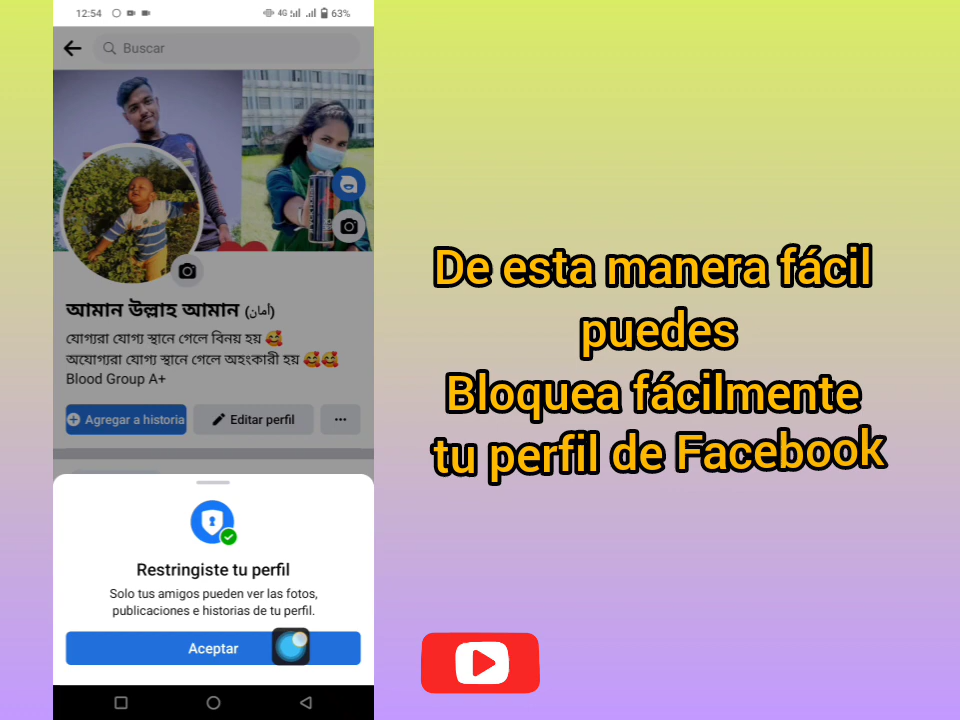 12:54
4G
63%
Buscar
আমান উল্লাহ আমান (أمان)
যোগ্যরা যোগ্য স্থানে গেলে বিনয় হয় 🥰
অযোগ্যরা যোগ্য স্থানে গেলে অহংকারী হয় 🥰🥰
Blood Group A+
Agregar a historia
Editar perfil
Restringiste tu perfil
Solo tus amigos pueden ver las fotos,
publicaciones e historias de tu perfil.
Aceptar
De esta manera fácil
puedes
Bloquea fácilmente
tu perfil de Facebook